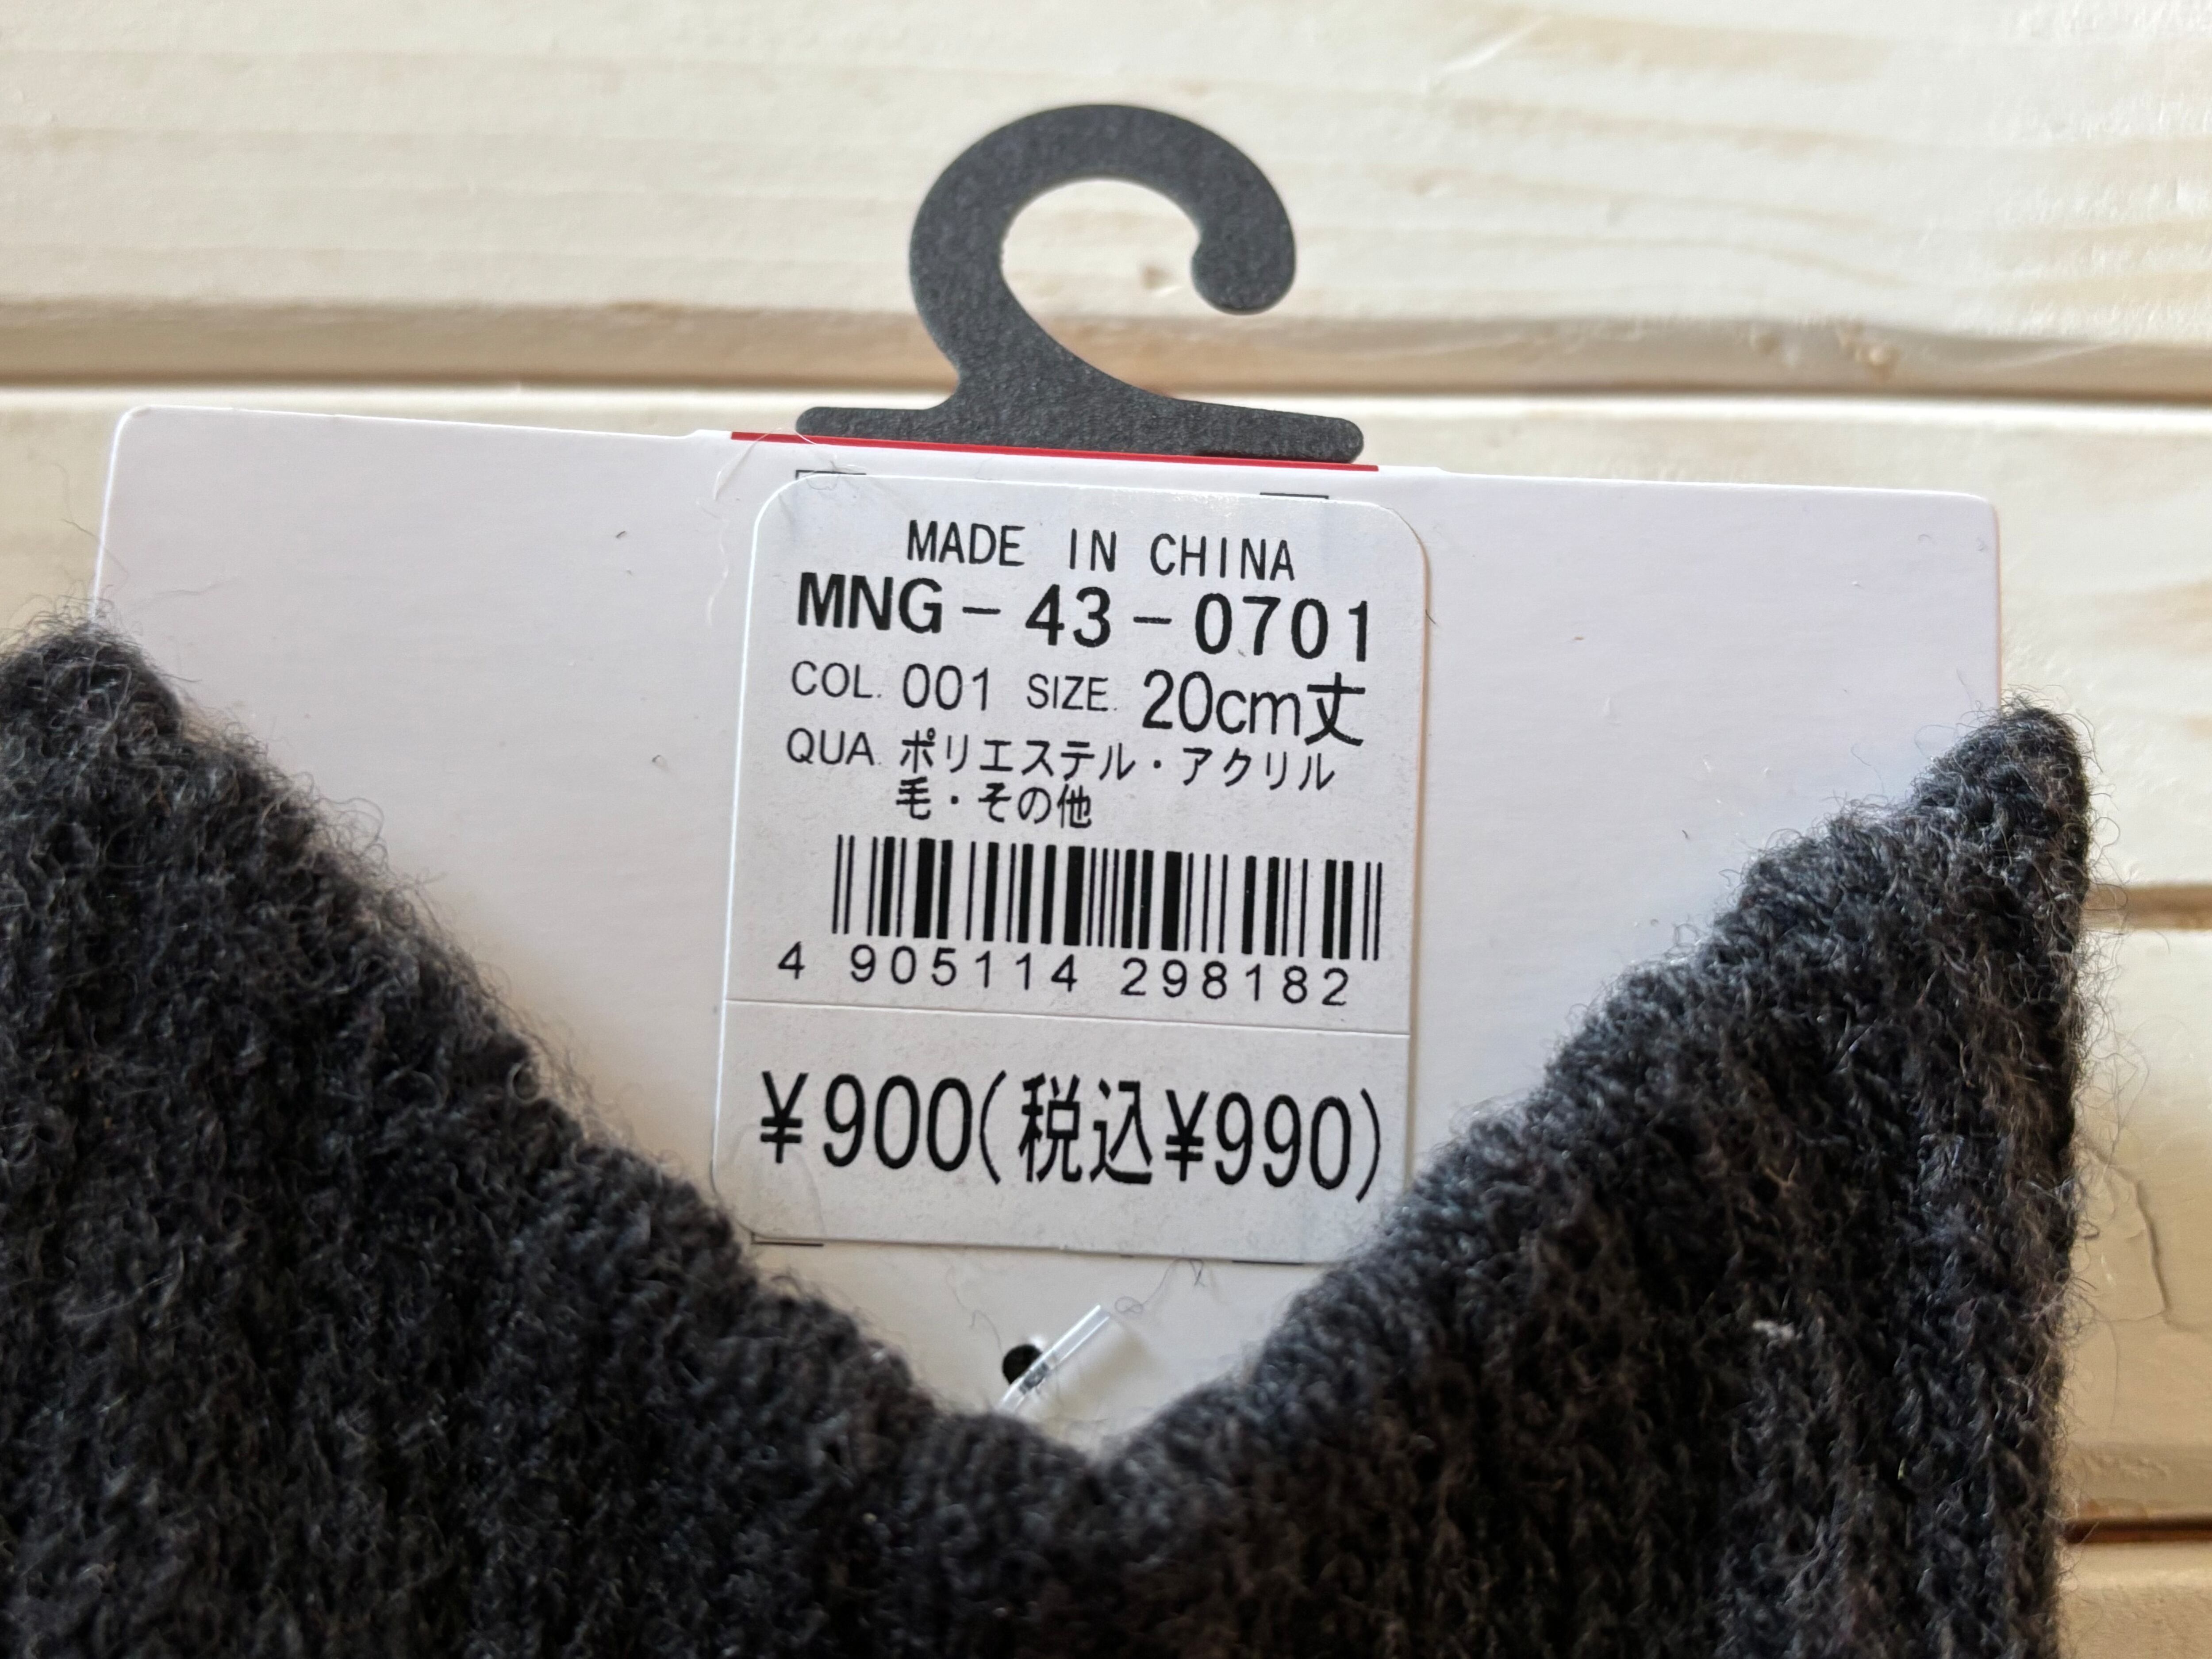 MADE IN CHINA
MNG-43-0701
COL. 001 SIZE. 20cm丈
QUA. ポリエステル・アクリル
毛・その他
4 905114 298182
¥900(税込¥990)